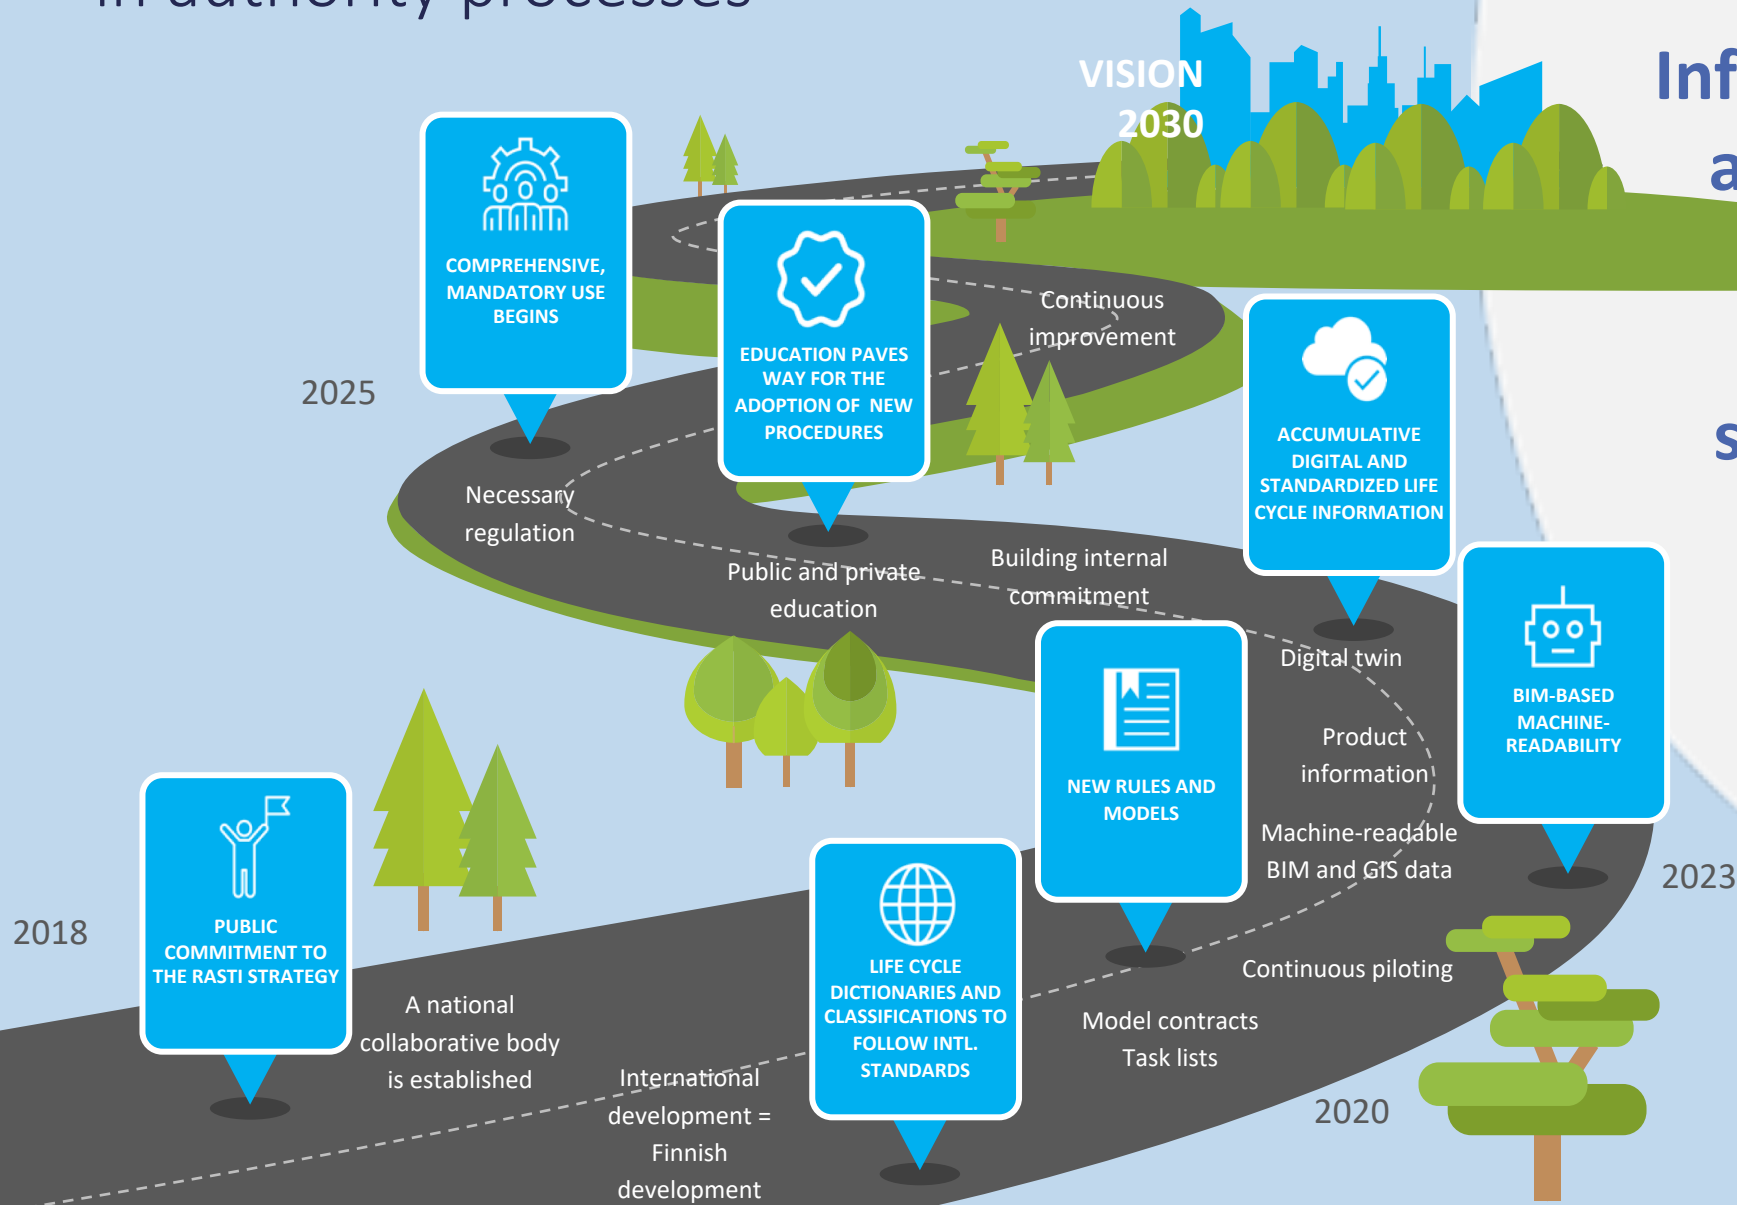 in authority processes
VISION
2030
COMPREHENSIVE,
MANDATORY USE
BEGINS
EDUCATION PAVES
WAY FOR THE
ADOPTION OF NEW
PROCEDURES
Continuous
improvement
2025
ACCUMULATIVE
DIGITAL AND
STANDARDIZED LIFE
CYCLE INFORMATION
Necessary
regulation
Public and private
education
Building internal
commitment
Digital twin
BIM-BASED
MACHINE-
READABILITY
Product
information
NEW RULES AND
MODELS
Machine-readable
BIM and GIS data
2023
2018
PUBLIC
COMMITMENT TO
THE RASTI STRATEGY
A national
collaborative body
is established
LIFE CYCLE
DICTIONARIES AND
CLASSIFICATIONS TO
FOLLOW INTL.
STANDARDS
Continuous piloting
Model contracts
Task lists
International
development =
Finnish
development
2020